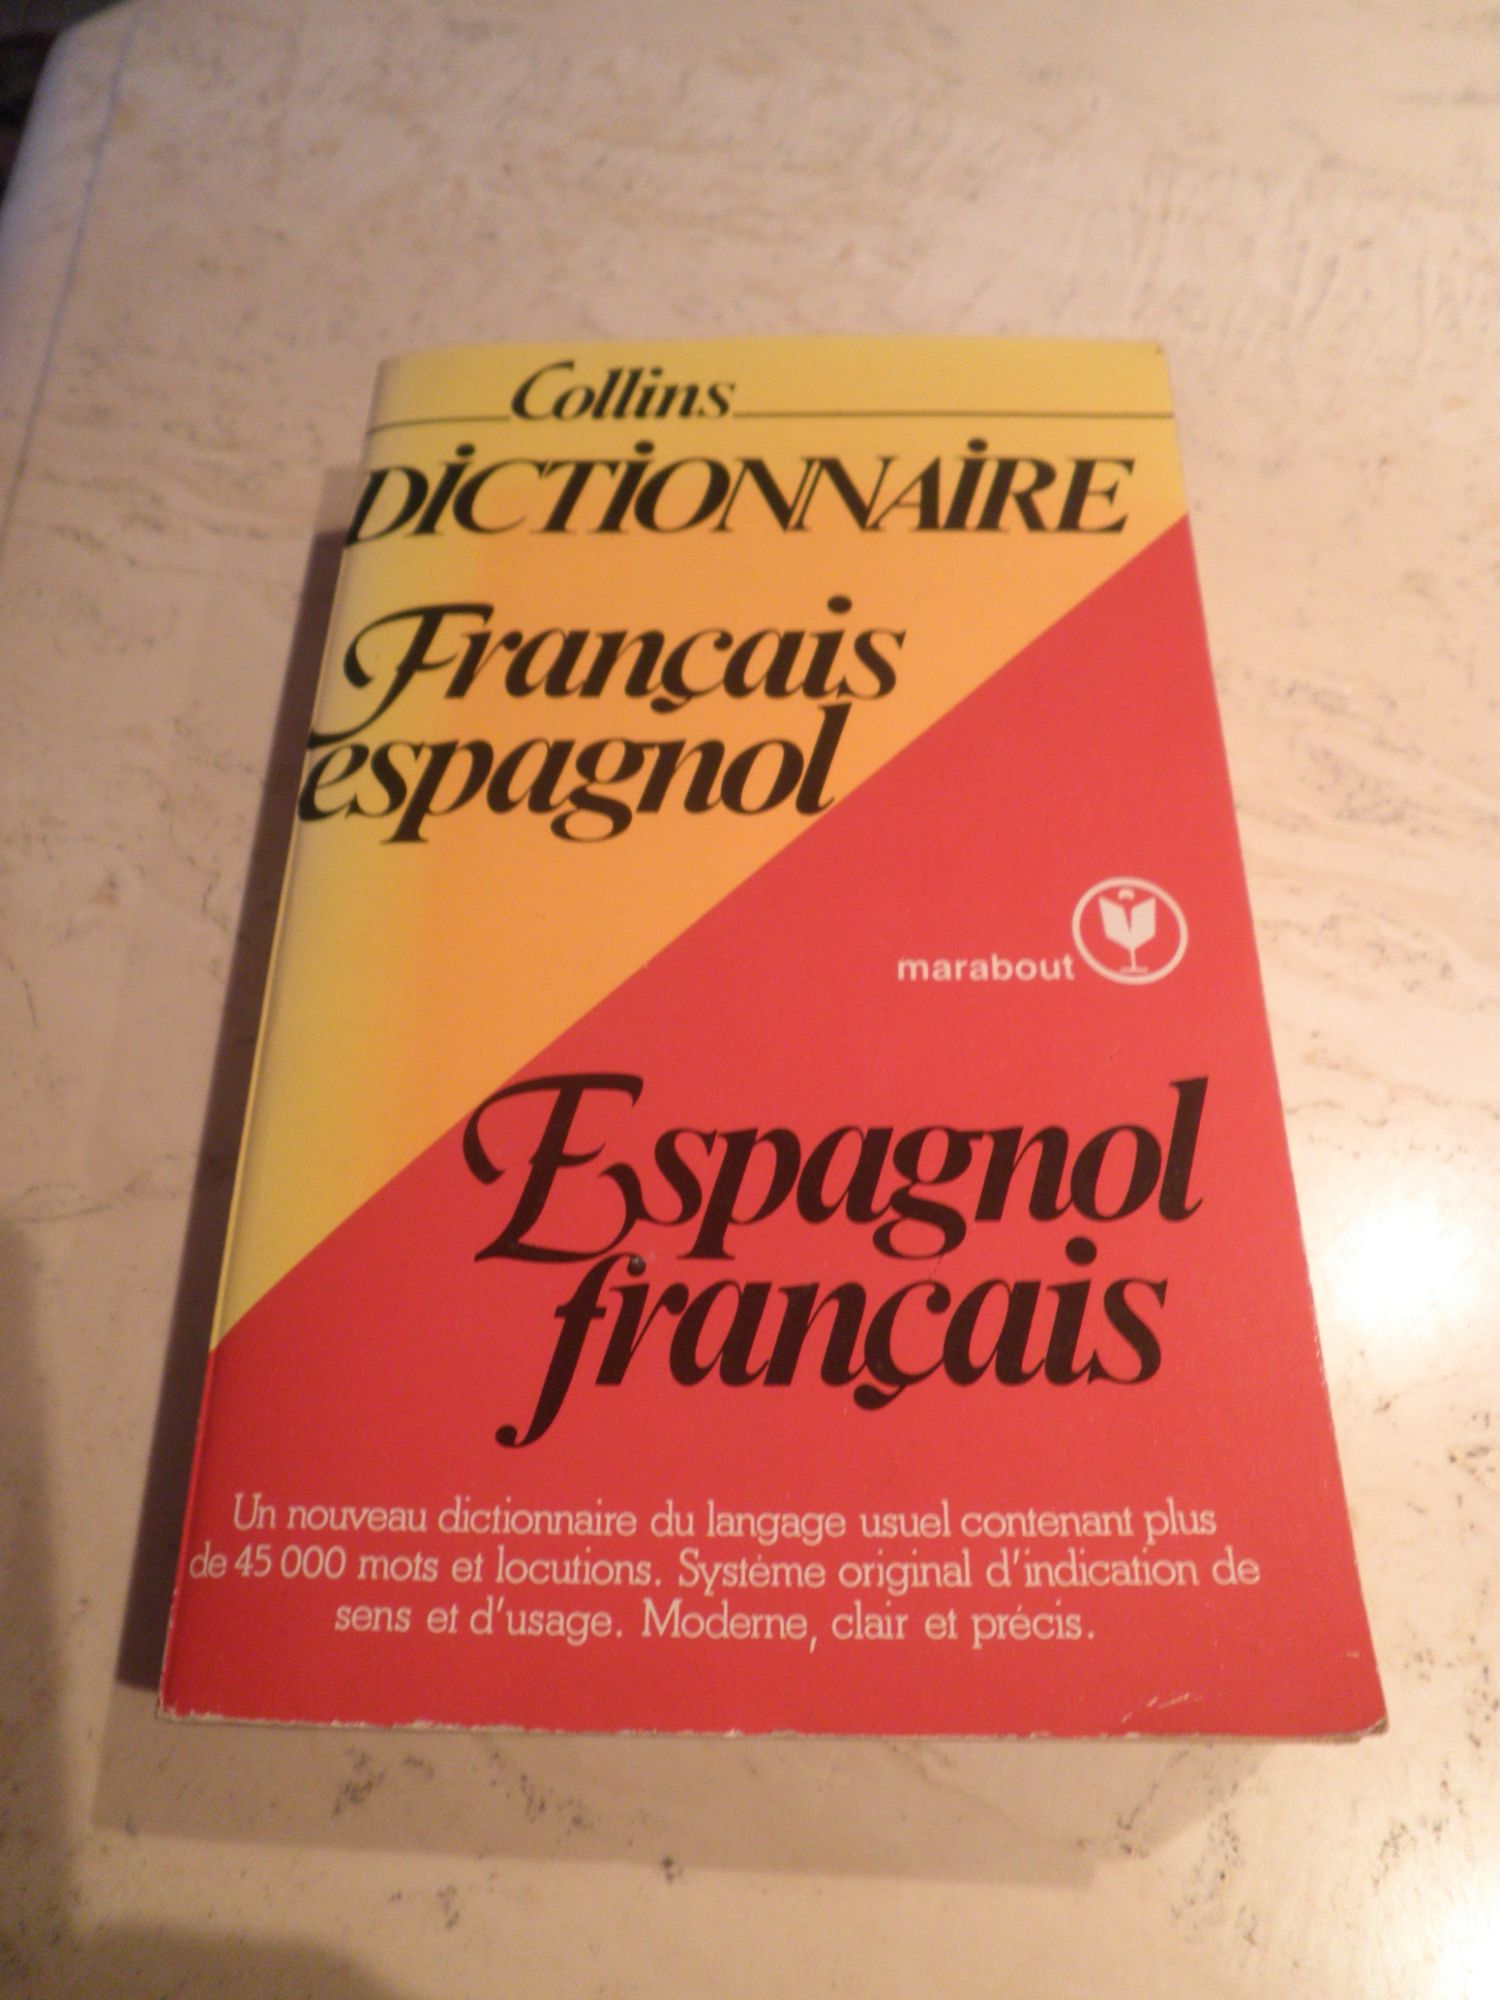 Collins
DICTIONNAIRE
Français
espagnol
marabout
Espagnol
français
Un nouveau dictionnaire du langage usuel contenant plus
de 45 000 mots et locutions. Système original d'indication de
sens et d'usage. Moderne, clair et précis.